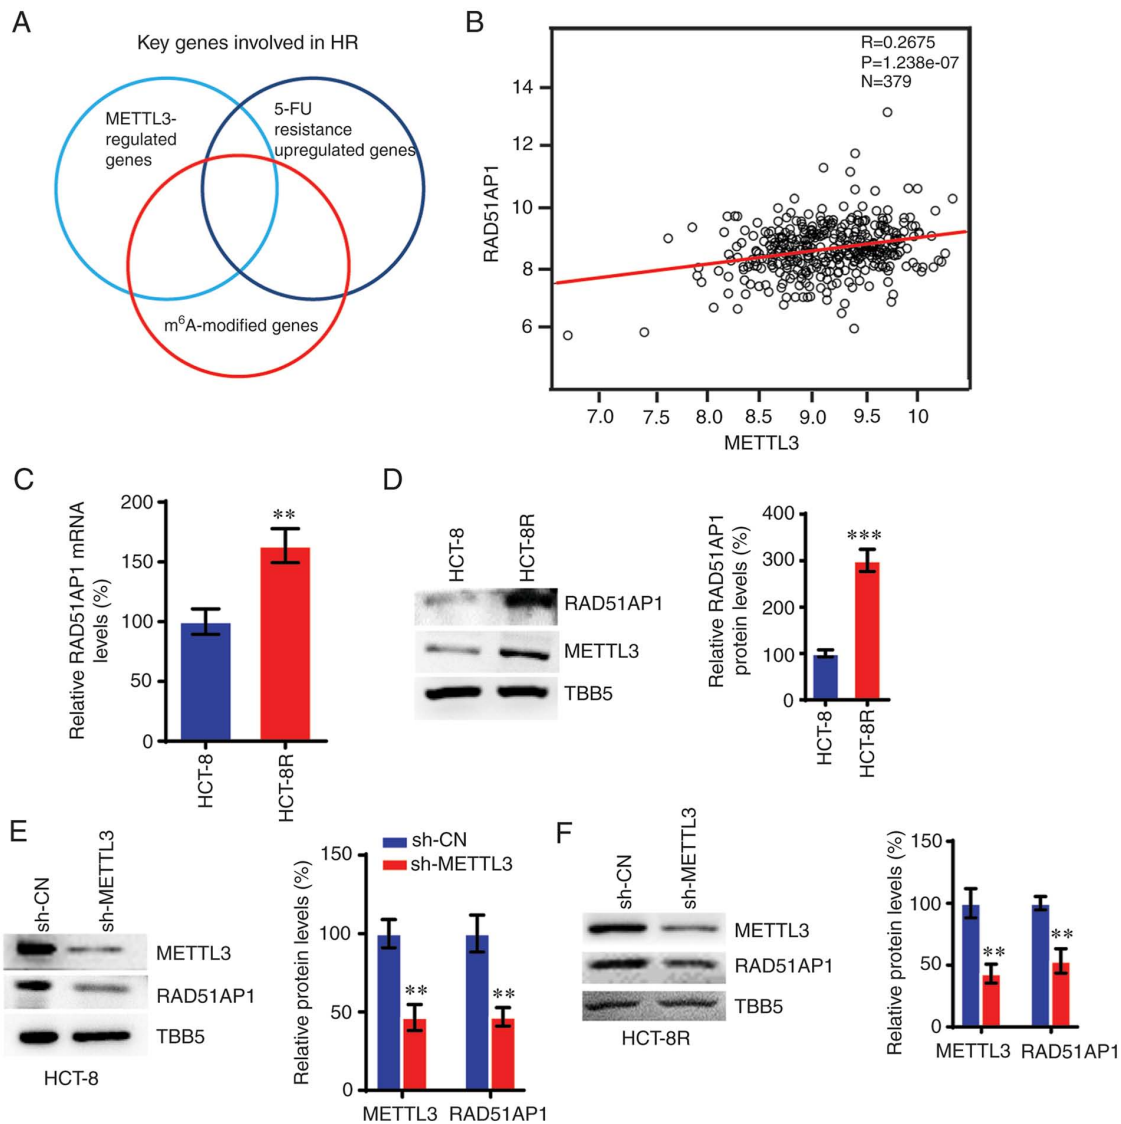 A
Key genes involved in HR
METTL3-
regulated
genes
5-FU
resistance
upregulated genes
m⁶A-modified genes
B
R=0.2675
P=1.238e-07
N=379
RAD51AP1
14
12
10
8
6
7.0 7.5 8.0 8.5 9.0 9.5 10
METTL3
C
Relative RAD51AP1 mRNA
levels (%)
200
150
100
50
0
**
HCT-8
HCT-8R
D
HCT-8
HCT-8R
RAD51AP1
METTL3
TBB5
Relative RAD51AP1
protein levels (%)
400
300
200
100
0
***
HCT-8
HCT-8R
E
sh-CN
sh-METTL3
METTL3
RAD51AP1
TBB5
HCT-8
Relative protein levels (%)
150
100
50
0
sh-CN
sh-METTL3
**
**
METTL3 RAD51AP1
F
sh-CN
sh-METTL3
METTL3
RAD51AP1
TBB5
HCT-8R
Relative protein levels (%)
150
100
50
0
**
**
METTL3 RAD51AP1